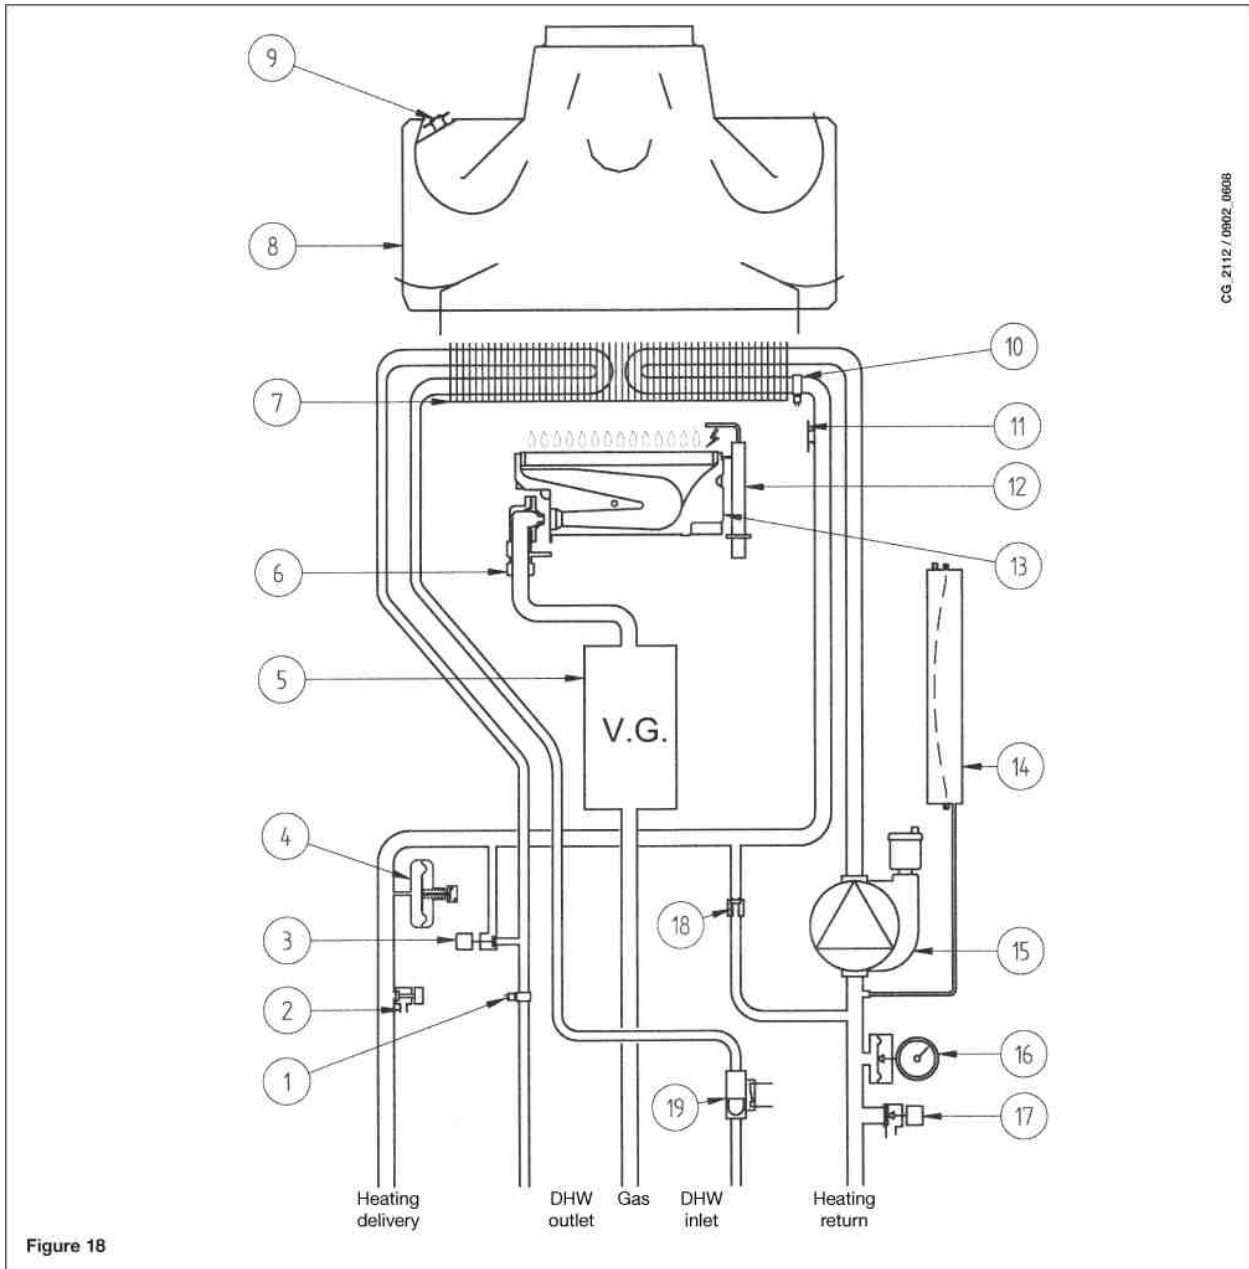 9
8
CG_2112 / 0902_0608
10
7
11
12
6
13
5
V.G.
14
4
18
3
15
2
1
16
19
17
Heating
delivery
DHW
outlet
Gas
DHW
inlet
Heating
return
Figure 18